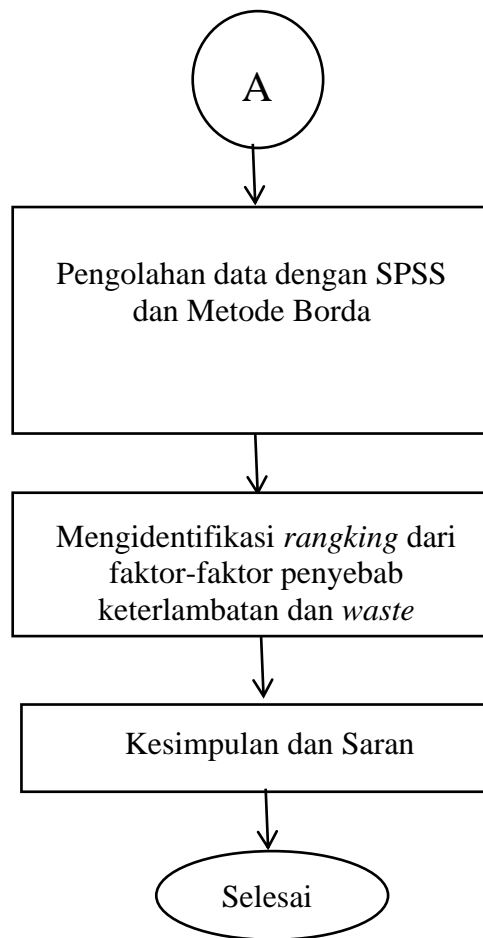 A
Pengolahan data dengan SPSS
dan Metode Borda
Mengidentifikasi rangking dari
faktor-faktor penyebab
keterlambatan dan waste
Kesimpulan dan Saran
Selesai